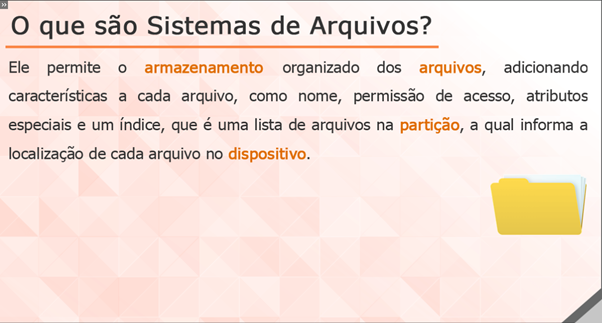 O que são Sistemas de Arquivos?
Ele permite o armazenamento organizado dos arquivos, adicionando
características a cada arquivo, como nome, permissão de acesso, atributos
especiais e um índice, que é uma lista de arquivos na partição, a qual informa a
localização de cada arquivo no dispositivo.